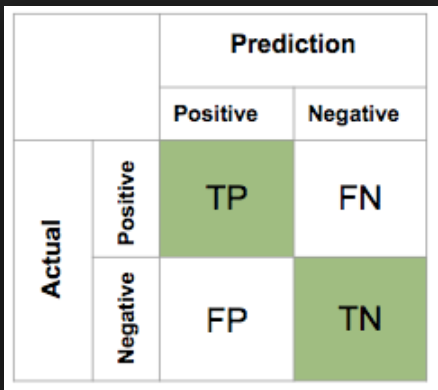 Prediction
Positive Negative
Actual
Positive
TP FN
Negative
FP TN